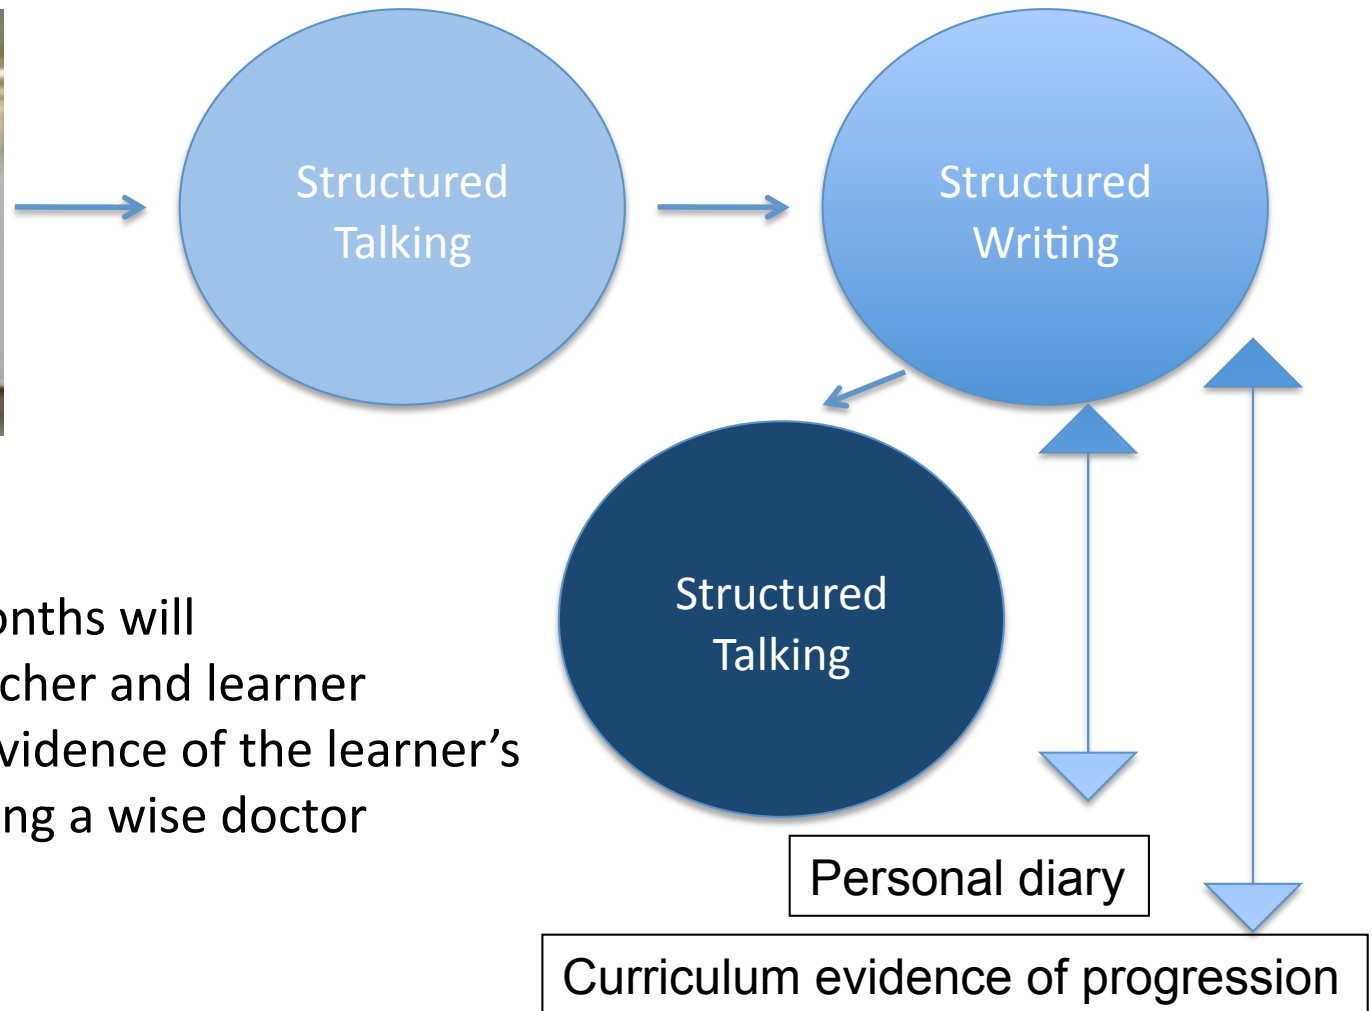 Structured
Talking
Structured
Writing
Structured
Talking
onths will
cher and learner
vidence of the learner’s
ng a wise doctor
Personal diary
Curriculum evidence of progression